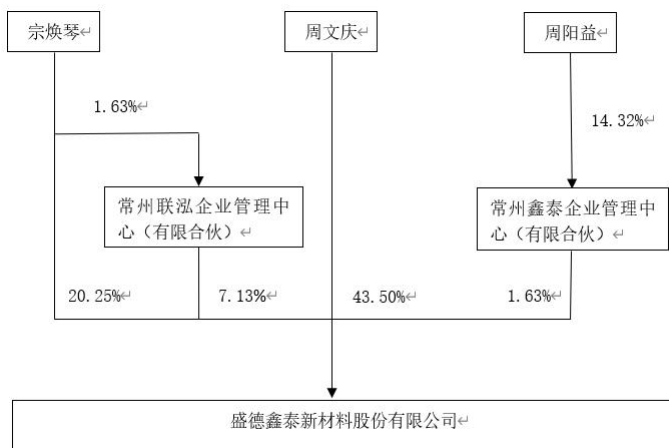 宗焕琴
周文庆
周阳益
1.63%
14.32%
常州联泓企业管理中
心（有限合伙）
常州鑫泰企业管理中
心（有限合伙）
20.25%
7.13%
43.50%
1.63%
盛德鑫泰新材料股份有限公司